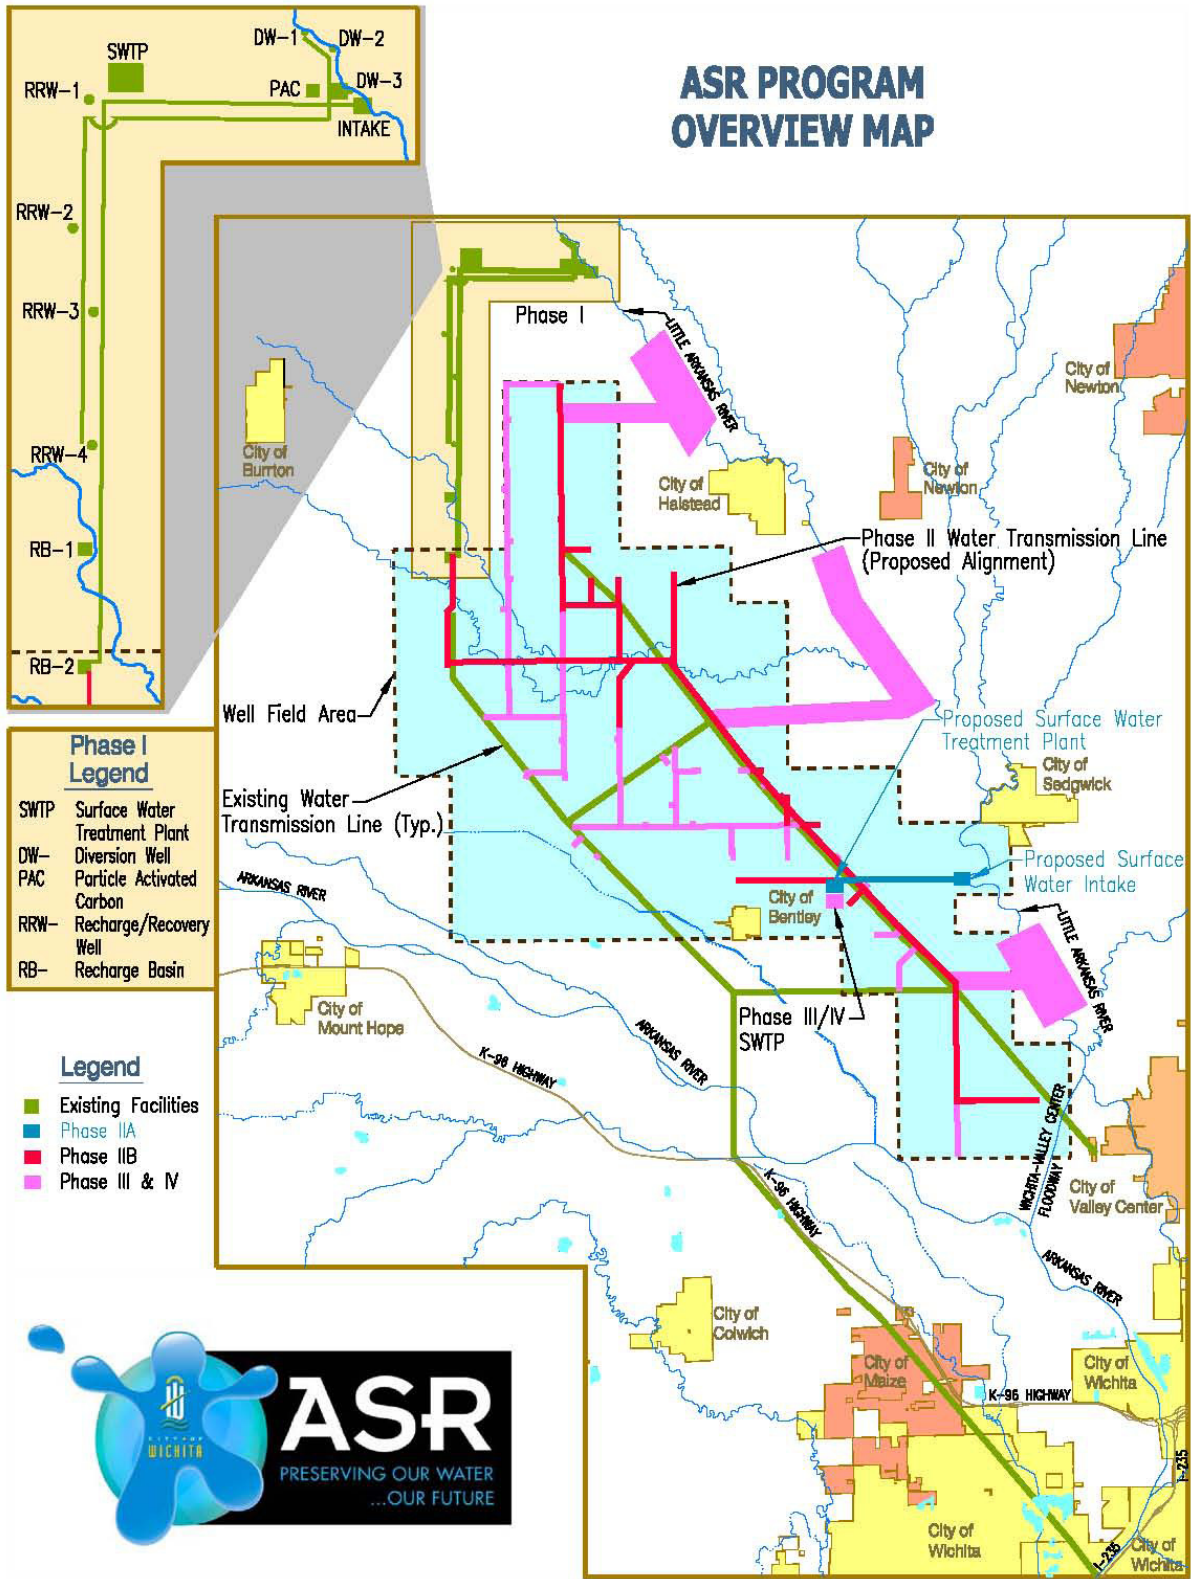 ASR PROGRAM
OVERVIEW MAP
DW-1
DW-2
SWTP
RRW-1
PAC
DW-3
INTAKE
RRW-2
RRW-3
RRW-4
RB-1
RB-2
Phase I
LITTLE ARKANSAS RIVER
City of
Newton
City of
Burrton
City of
Halstead
City of
Newton
Phase II Water Transmission Line
(Proposed Alignment)
Well Field Area
Proposed Surface Water
Treatment Plant
City of
Sedgwick
Existing Water
Transmission Line (Typ.)
Proposed Surface
Water Intake
City of
Bentley
ARKANSAS RIVER
LITTLE ARKANSAS RIVER
City of
Mount Hope
Phase III/IV
SWTP
ARKANSAS RIVER
K-96 HIGHWAY
WICHITA-VALLEY CENTER
FLOODWAY
City of
Valley Center
K-96 HIGHWAY
ARKANSAS RIVER
City of
Colwich
City of
Maize
City of
Wichita
K-96 HIGHWAY
I-235
City of
Wichita
I-235
City of
Wichita
Phase I
Legend
SWTP Surface Water
Treatment Plant
DW- Diversion Well
PAC Particle Activated
Carbon
RRW- Recharge/Recovery
Well
RB- Recharge Basin
Legend
Existing Facilities
Phase IIA
Phase IIB
Phase III & IV
CITY OF
WICHITA
ASR
PRESERVING OUR WATER
...OUR FUTURE